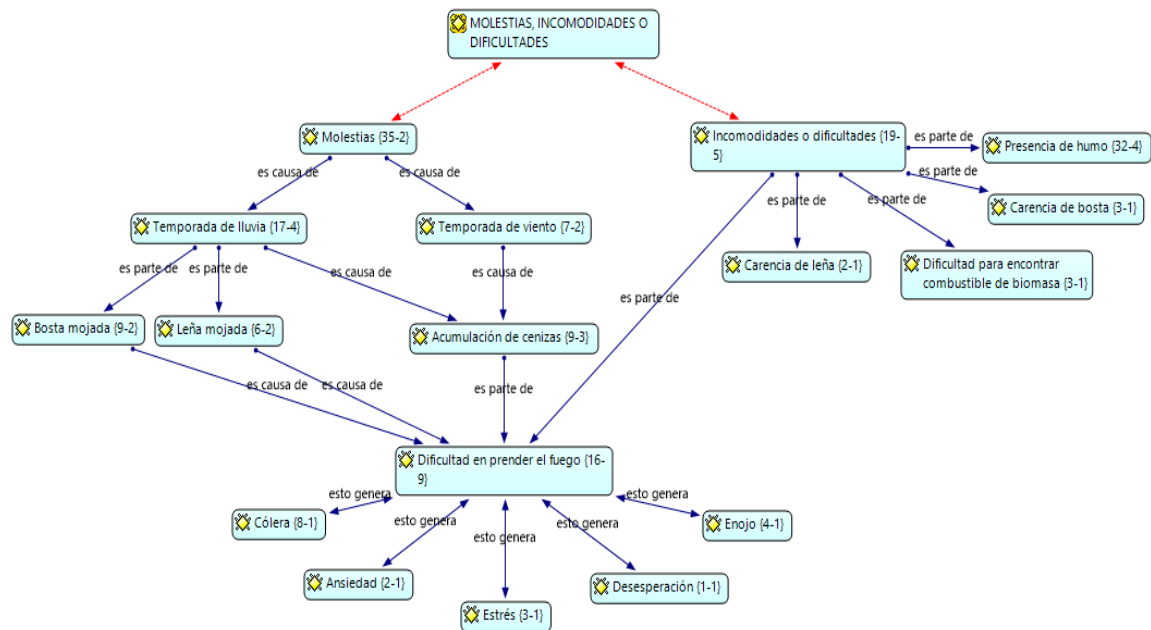 MOLESTIAS, INCOMODIDADES O
DIFICULTADES
Molestias {35-2}
Incomodidades o dificultades {19-
5}
es parte de
Presencia de humo {32-4}
es causa de
es causa de
es parte de
Carencia de bosta {3-1}
es parte de
es parte de
Temporada de lluvia {17-4}
Temporada de viento {7-2}
Carencia de leña {2-1}
Dificultad para encontrar
combustible de biomasa {3-1}
es parte de
es parte de
es causa de
es causa de
es parte de
Bosta mojada {9-2}
Leña mojada {6-2}
Acumulación de cenizas {9-3}
es causa de
es causa de
es parte de
Dificultad en prender el fuego {16-
9}
esto genera
esto genera
Cólera {8-1}
Enojo {4-1}
esto genera
esto genera
esto genera
Ansiedad {2-1}
Desesperación {1-1}
Estrés {3-1}